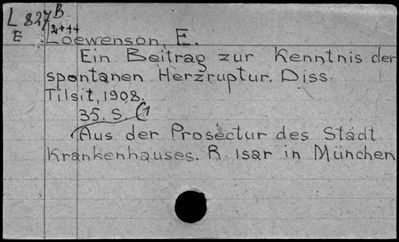 L 827 B
E 2+++
Loewenson, E.
Ein Beitrag zur Kenntnis der
spontanen Herzruptur. Diss.
Tilsit, 1908.
35. S.
Aus der Prosectur des Stadt
Krankenhauses. R. Isar in München